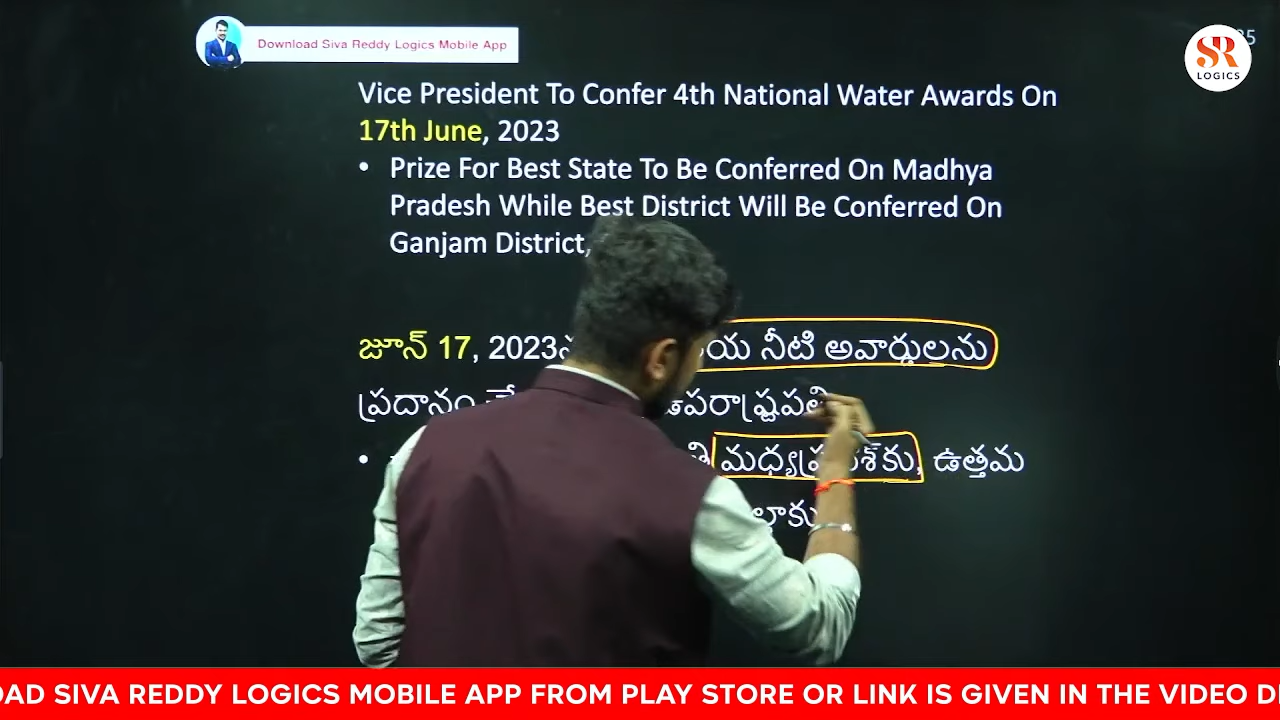 Download Siva Reddy Logics Mobile App
SR
LOGICS
Vice President To Confer 4th National Water Awards On
17th June, 2023
• Prize For Best State To Be Conferred On Madhya
Pradesh While Best District Will Be Conferred On
Ganjam District,
జూన్ 17, 2023 నీటి అవార్డులను
ప్రదానం
• ఉత్తమ
SIVA REDDY LOGICS MOBILE APP FROM PLAY STORE OR LINK IS GIVEN IN THE VIDEO